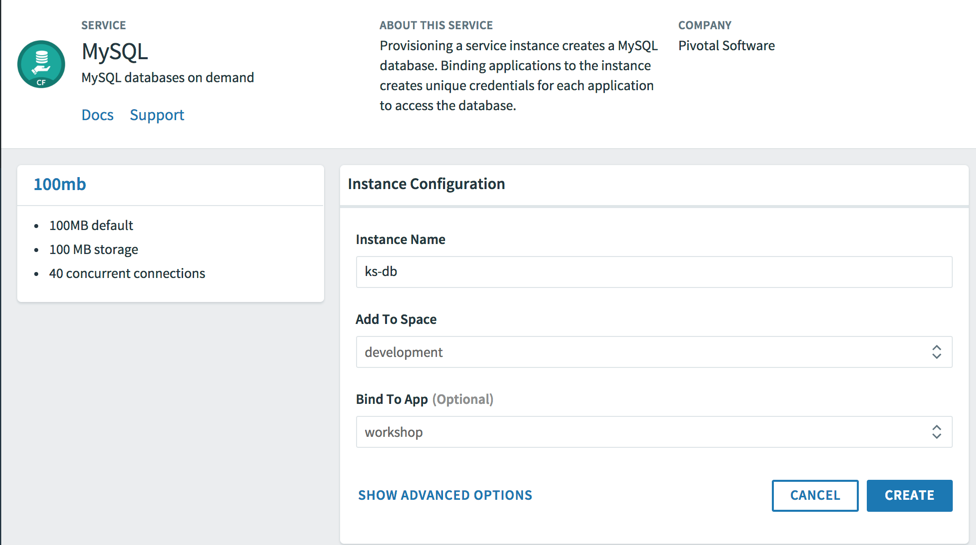 SERVICE
MySQL
MySQL databases on demand
Docs Support
CF
ABOUT THIS SERVICE
Provisioning a service instance creates a MySQL
database. Binding applications to the instance
creates unique credentials for each application
to access the database.
COMPANY
Pivotal Software
100mb
• 100MB default
• 100 MB storage
• 40 concurrent connections
Instance Configuration
Instance Name
ks-db
Add To Space
development
Bind To App (Optional)
workshop
SHOW ADVANCED OPTIONS
CANCEL
CREATE